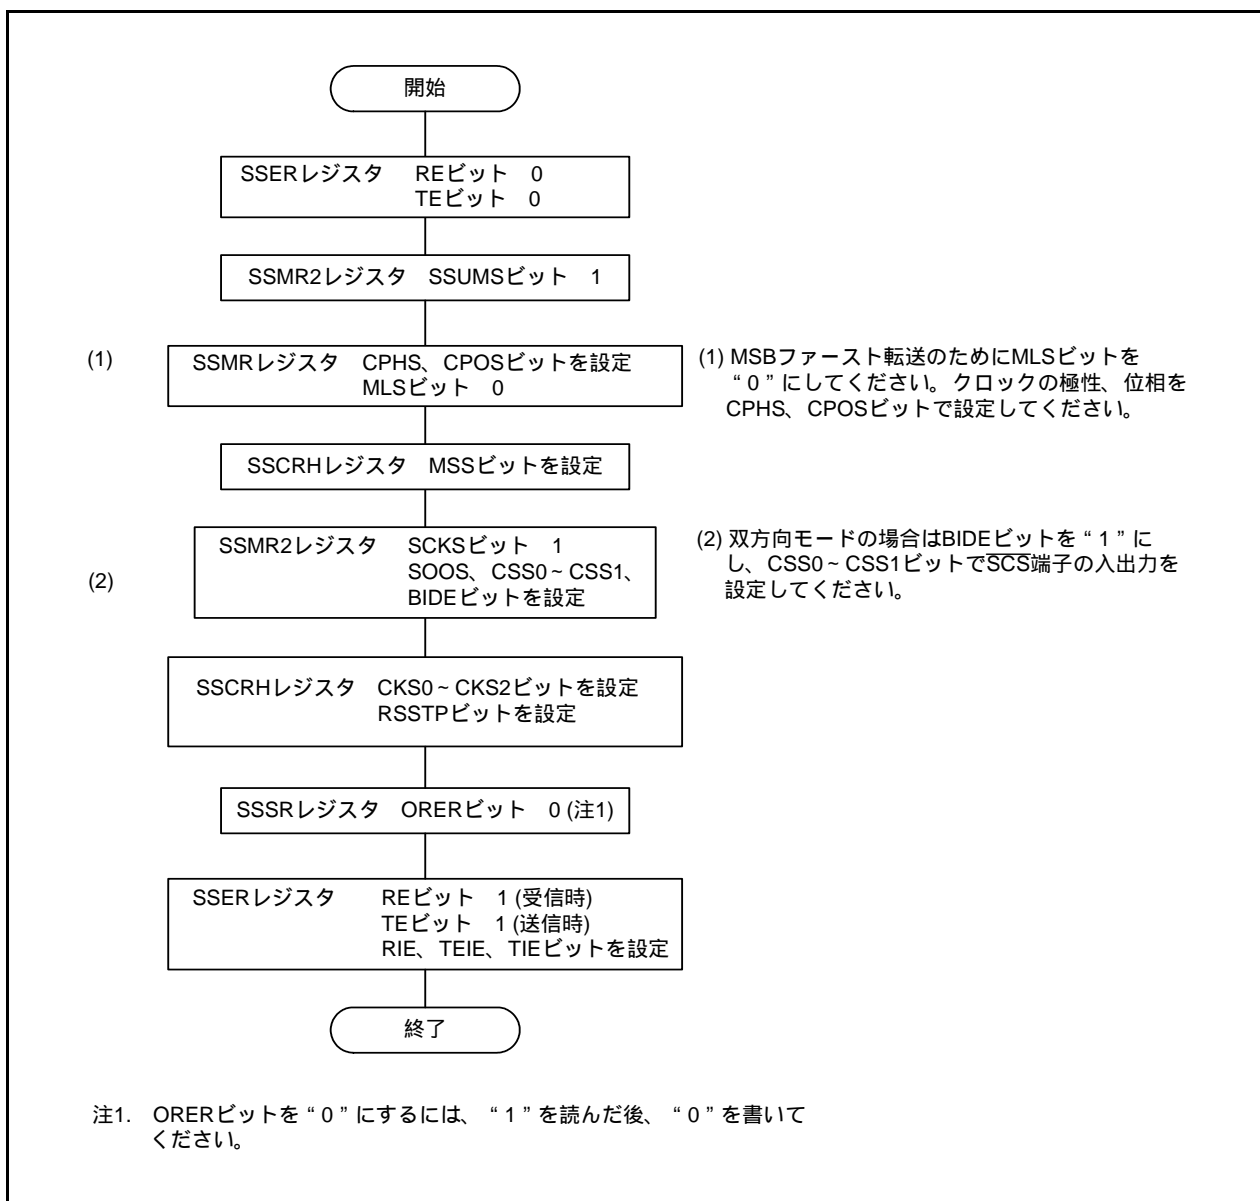 開始
SSERレジスタ REビット 0
TEビット 0
SSMR2レジスタ SSUMSビット 1
(1)
SSMRレジスタ CPHS、CPOSビットを設定
MLSビット 0
(1) MSBファースト転送のためにMLSビットを
“0”にしてください。クロックの極性、位相を
CPHS、CPOSビットで設定してください。
SSCRHレジスタ MSSビットを設定
(2)
SSMR2レジスタ SCKSビット 1
SOOS、CSS0~CSS1、
BIDEビットを設定
(2) 双方向モードの場合はBIDEビットを“1”に
し、CSS0~CSS1ビットでSCS端子の入出力を
設定してください。
SSCRHレジスタ CKS0~CKS2ビットを設定
RSSTPビットを設定
SSSRレジスタ ORERビット 0 (注1)
SSERレジスタ REビット 1 (受信時)
TEビット 1 (送信時)
RIE、TEIE、TIEビットを設定
終了
注1. ORERビットを“0”にするには、“1”を読んだ後、“0”を書いて
ください。